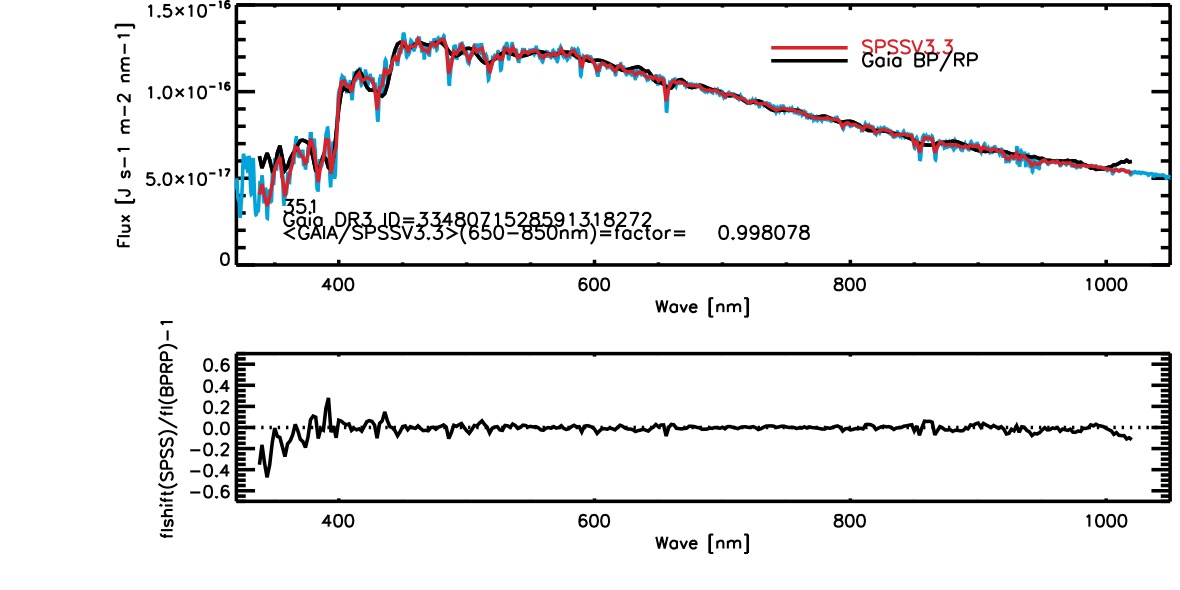 1.5×10−16
1.0×10−16
5.0×10−17
0
Flux [J s−1 m−2 nm−1]
SPSSV3.3
Gaia BP/RP
351
Gaia DR3 ID=3348071528591318272
<GAIA/SPSSV3.3>(650−850nm)=factor= 0.998078
400 600 800 1000
Wave [nm]
flshift(SPSS)/fl(BPRP)−1
0.6
0.4
0.2
0.0
−0.2
−0.4
−0.6
400 600 800 1000
Wave [nm]